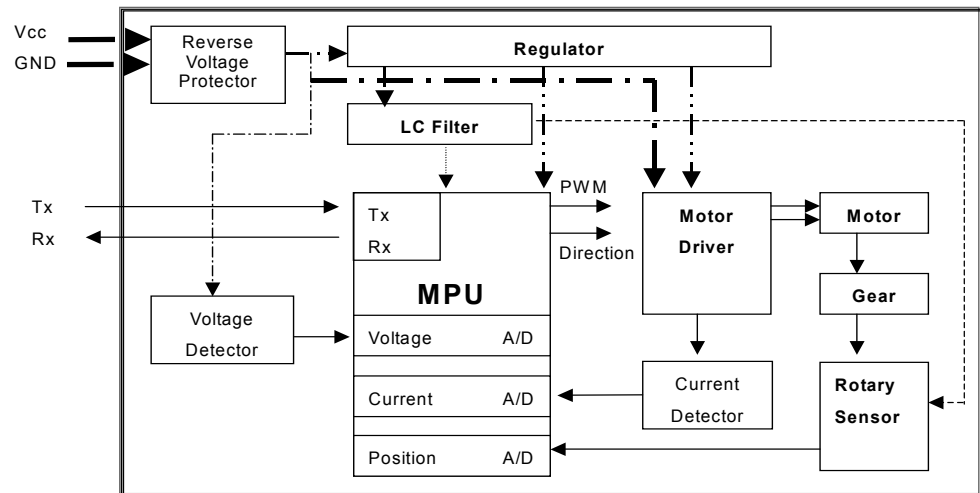 Vcc
GND
Reverse
Voltage
Protector
Regulator
LC Filter
Tx
Rx
Tx
Rx
PWM
Direction
Motor
Driver
Motor
Gear
MPU
Voltage
Detector
Voltage A/D
Current A/D
Position A/D
Current
Detector
Rotary
Sensor